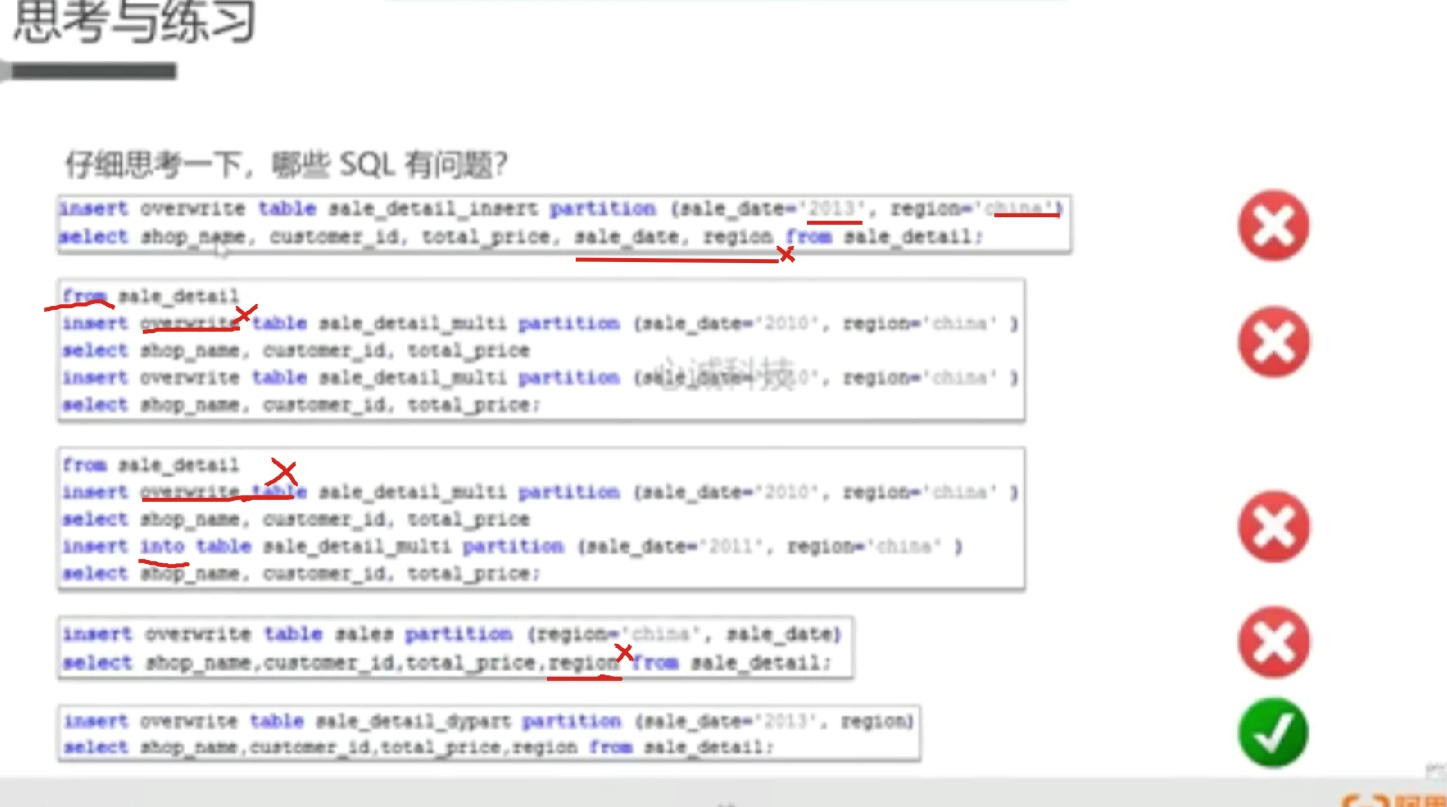 思考与练习
仔细思考一下，哪些 SQL 有问题？
insert overwrite table sale_detail_insert partition (sale_date='2013', region='china')
select shop_name, customer_id, total_price, sale_date, region from sale_detail;
from sale_detail
insert overwrite table sale_detail_multi partition (sale_date='2010', region='china' )
select shop_name, customer_id, total_price
insert overwrite table sale_detail_multi partition (sale_date='2010', region='china' )
心诚科技
select shop_name, customer_id, total_price;
from sale_detail
insert overwrite table sale_detail_multi partition (sale_date='2010', region='china' )
select shop_name, customer_id, total_price
insert into table sale_detail_multi partition (sale_date='2011', region='china' )
select shop_name, customer_id, total_price;
insert overwrite table sales partition (region='china', sale_date)
select shop_name,customer_id,total_price,region from sale_detail;
insert overwrite table sale_detail_dypart partition (sale_date='2013', region)
select shop_name,customer_id,total_price,region from sale_detail;